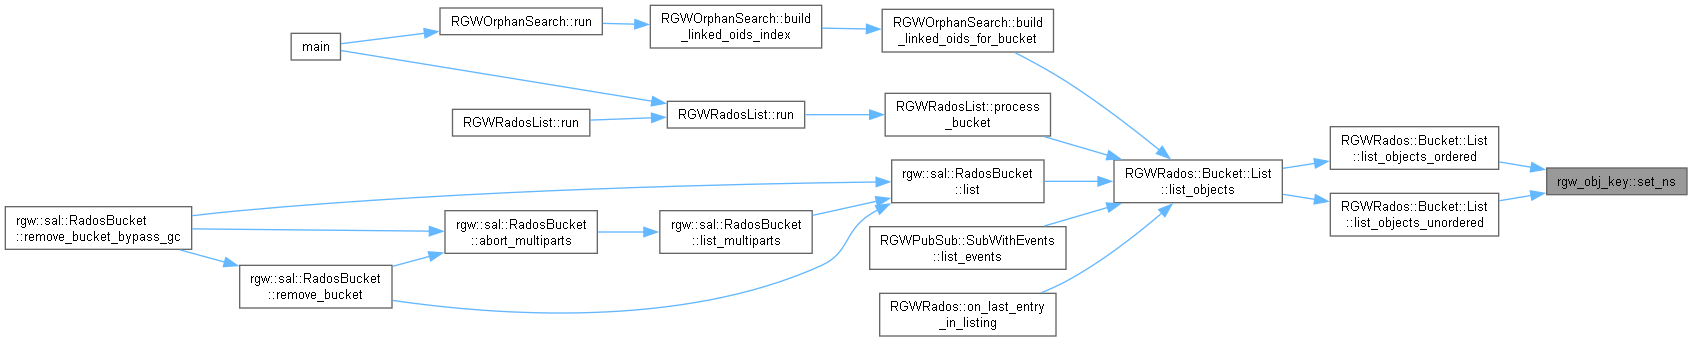 main
RGWOrphanSearch::run
RGWOrphanSearch::build
_linked_oids_index
RGWOrphanSearch::build
_linked_oids_for_bucket
RGWRadosList::run
RGWRadosList::run
RGWRadosList::process
_bucket
rgw::sal::RadosBucket
::remove_bucket_bypass_gc
rgw::sal::RadosBucket
::remove_bucket
rgw::sal::RadosBucket
::abort_multiparts
rgw::sal::RadosBucket
::list_multiparts
rgw::sal::RadosBucket
::list
RGWPubSub::SubWithEvents
::list_events
RGWRados::on_last_entry
_in_listing
RGWRados::Bucket::List
::list_objects
RGWRados::Bucket::List
::list_objects_ordered
RGWRados::Bucket::List
::list_objects_unordered
rgw_obj_key::set_ns